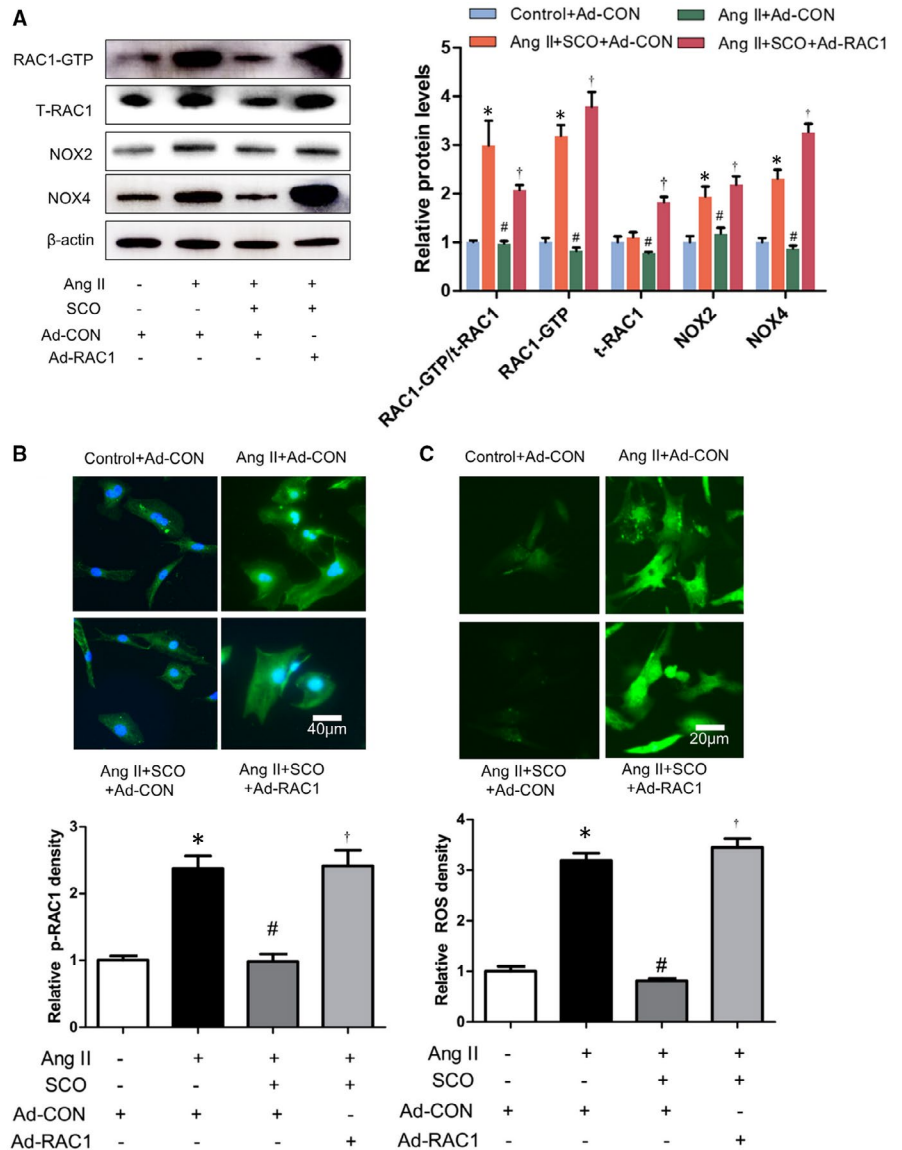 A
RAC1-GTP
T-RAC1
NOX2
NOX4
β-actin
Ang II - + + +
SCO - - + +
Ad-CON + + + -
Ad-RAC1 - - - +
Control+Ad-CON
Ang II+Ad-CON
Ang II+SCO+Ad-CON
Ang II+SCO+Ad-RAC1
Relative protein levels
5
4
3
2
1
0
* # †
* # †
# †
* # †
* # †
RAC1-GTP/t-RAC1
RAC1-GTP
t-RAC1
NOX2
NOX4
B
Control+Ad-CON
Ang II+Ad-CON
40μm
Ang II+SCO
+Ad-CON
Ang II+SCO
+Ad-RAC1
Relative p-RAC1 density
3
2
1
0
* # †
Ang II - + + +
SCO - - + +
Ad-CON + + + -
Ad-RAC1 - - - +
C
Control+Ad-CON
Ang II+Ad-CON
20μm
Ang II+SCO
+Ad-CON
Ang II+SCO
+Ad-RAC1
Relative ROS density
4
3
2
1
0
* # †
Ang II - + + +
SCO - - + +
Ad-CON + + + -
Ad-RAC1 - - - +